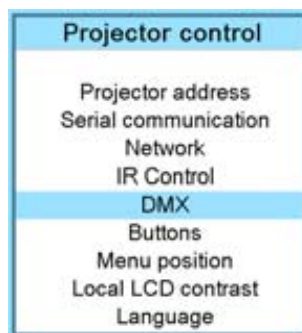 Projector control
Projector address
Serial communication
Network
IR Control
DMX
Buttons
Menu position
Local LCD contrast
Language